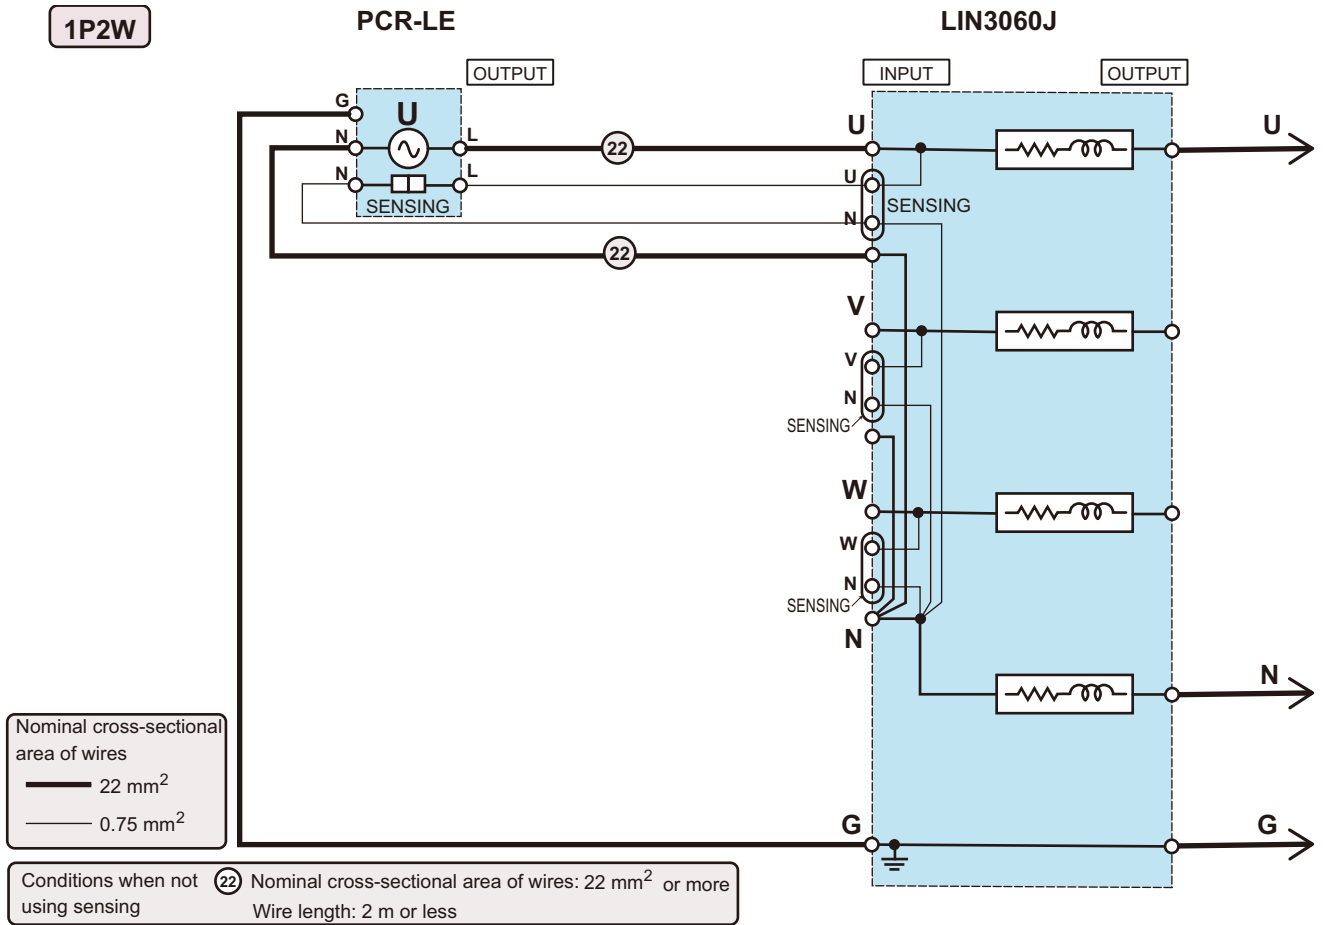 1P2W
PCR-LE
LIN3060J
OUTPUT
INPUT
OUTPUT
G
U
N
L
22
U
U
N
L
U
SENSING
SENSING
N
22
V
V
N
SENSING
W
W
N
SENSING
N
N
Nominal cross-sectional
area of wires
22 mm²
0.75 mm²
G
G
Conditions when not
using sensing
22 Nominal cross-sectional area of wires: 22 mm² or more
Wire length: 2 m or less